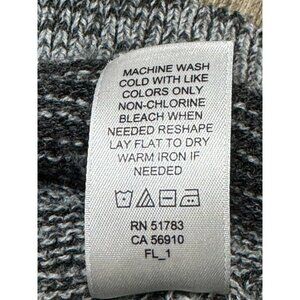 MACHINE WASH
COLD WITH LIKE
COLORS ONLY
NON-CHLORINE
BLEACH WHEN
NEEDED RESHAPE
LAY FLAT TO DRY
WARM IRON IF
NEEDED
RN 51783
CA 56910
FL_1